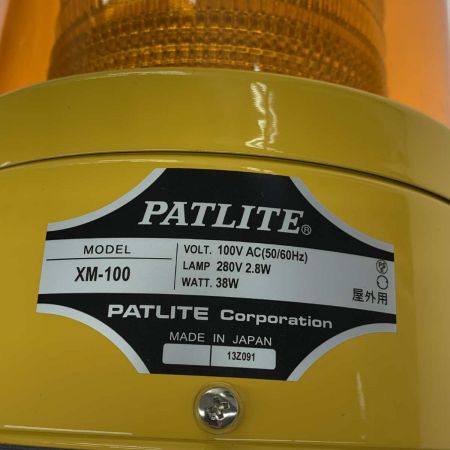 PATLITE®
MODEL
XM-100
VOLT. 100V AC(50/60Hz)
LAMP 280V 2.8W
WATT. 38W
屋外用
PATLITE Corporation
MADE IN JAPAN
13Z091